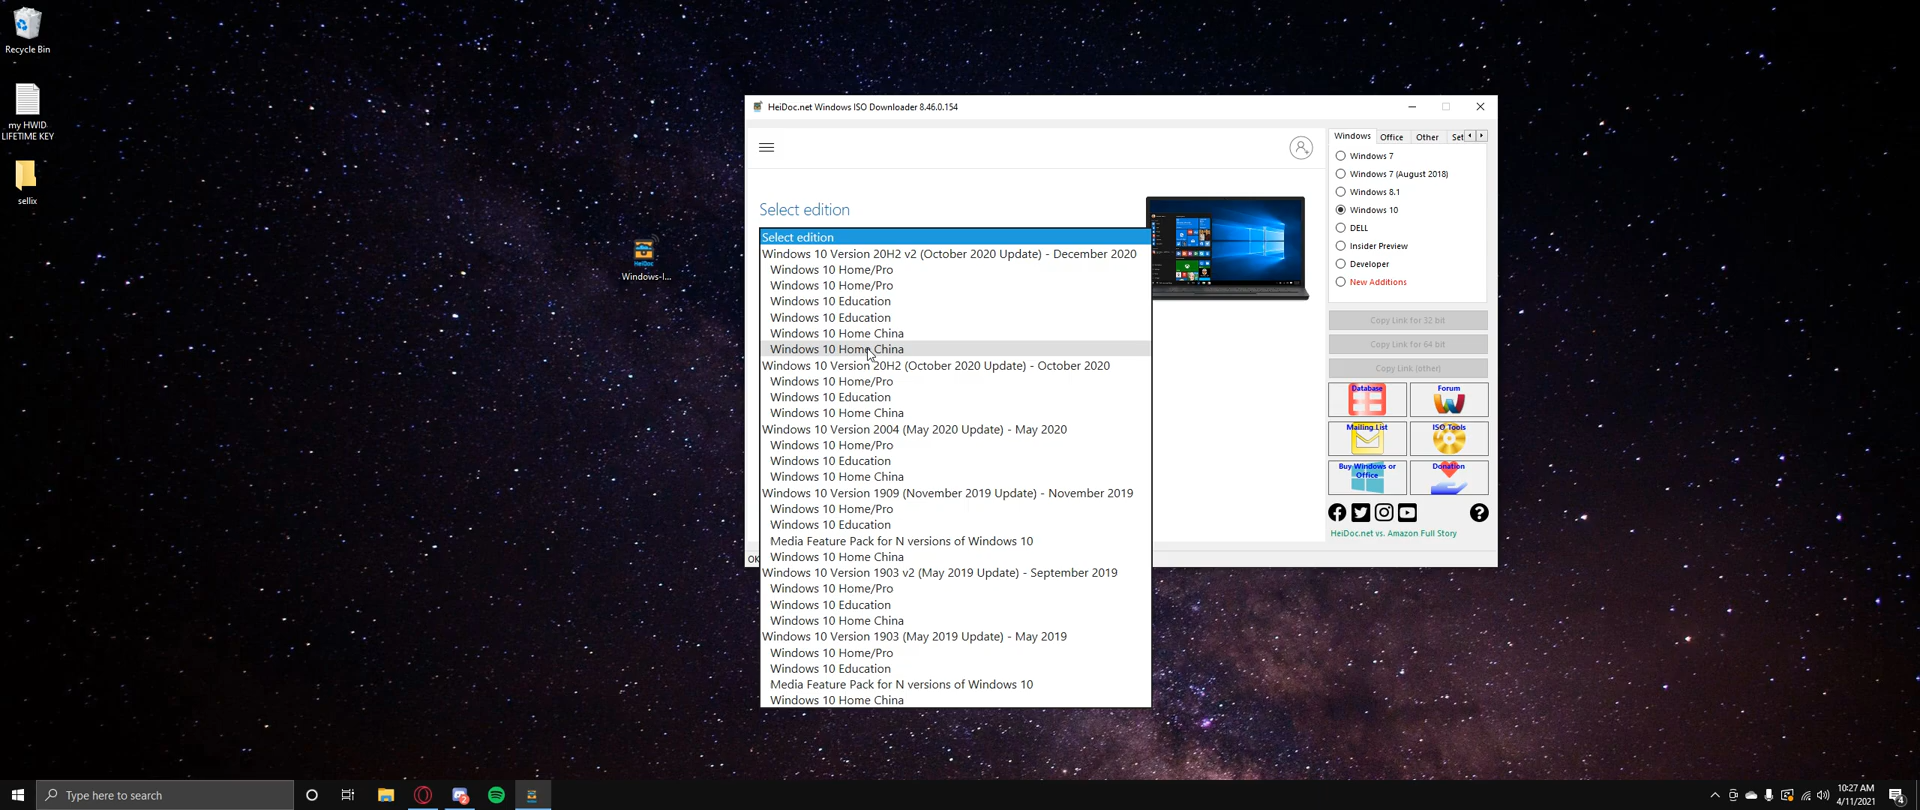 Recycle Bin
my HWID
LIFETIME KEY
sellix
HeiDoc
Windows-I...
HeiDoc.net Windows ISO Downloader 8.46.0.154
Select edition
Select edition
Windows 10 Version 20H2 v2 (October 2020 Update) - December 2020
Windows 10 Home/Pro
Windows 10 Home/Pro
Windows 10 Education
Windows 10 Education
Windows 10 Home China
Windows 10 Home China
Windows 10 Version 20H2 (October 2020 Update) - October 2020
Windows 10 Home/Pro
Windows 10 Education
Windows 10 Home China
Windows 10 Version 2004 (May 2020 Update) - May 2020
Windows 10 Home/Pro
Windows 10 Education
Windows 10 Home China
Windows 10 Version 1909 (November 2019 Update) - November 2019
Windows 10 Home/Pro
Windows 10 Education
Media Feature Pack for N versions of Windows 10
Windows 10 Home China
Windows 10 Version 1903 v2 (May 2019 Update) - September 2019
Windows 10 Home/Pro
Windows 10 Education
Windows 10 Home China
Windows 10 Version 1903 (May 2019 Update) - May 2019
Windows 10 Home/Pro
Windows 10 Education
Media Feature Pack for N versions of Windows 10
Windows 10 Home China
Windows Office Other Set
Windows 7
Windows 7 (August 2018)
Windows 8.1
Windows 10
DELL
Insider Preview
Developer
New Additions
Copy Link for 32 bit
Copy Link for 64 bit
Copy Link (other)
Database Forum
Mailing List ISO Tools
Buy Windows or Office Donation
HeiDoc.net vs. Amazon Full Story
Type here to search
2
10:27 AM
4/11/2021
4